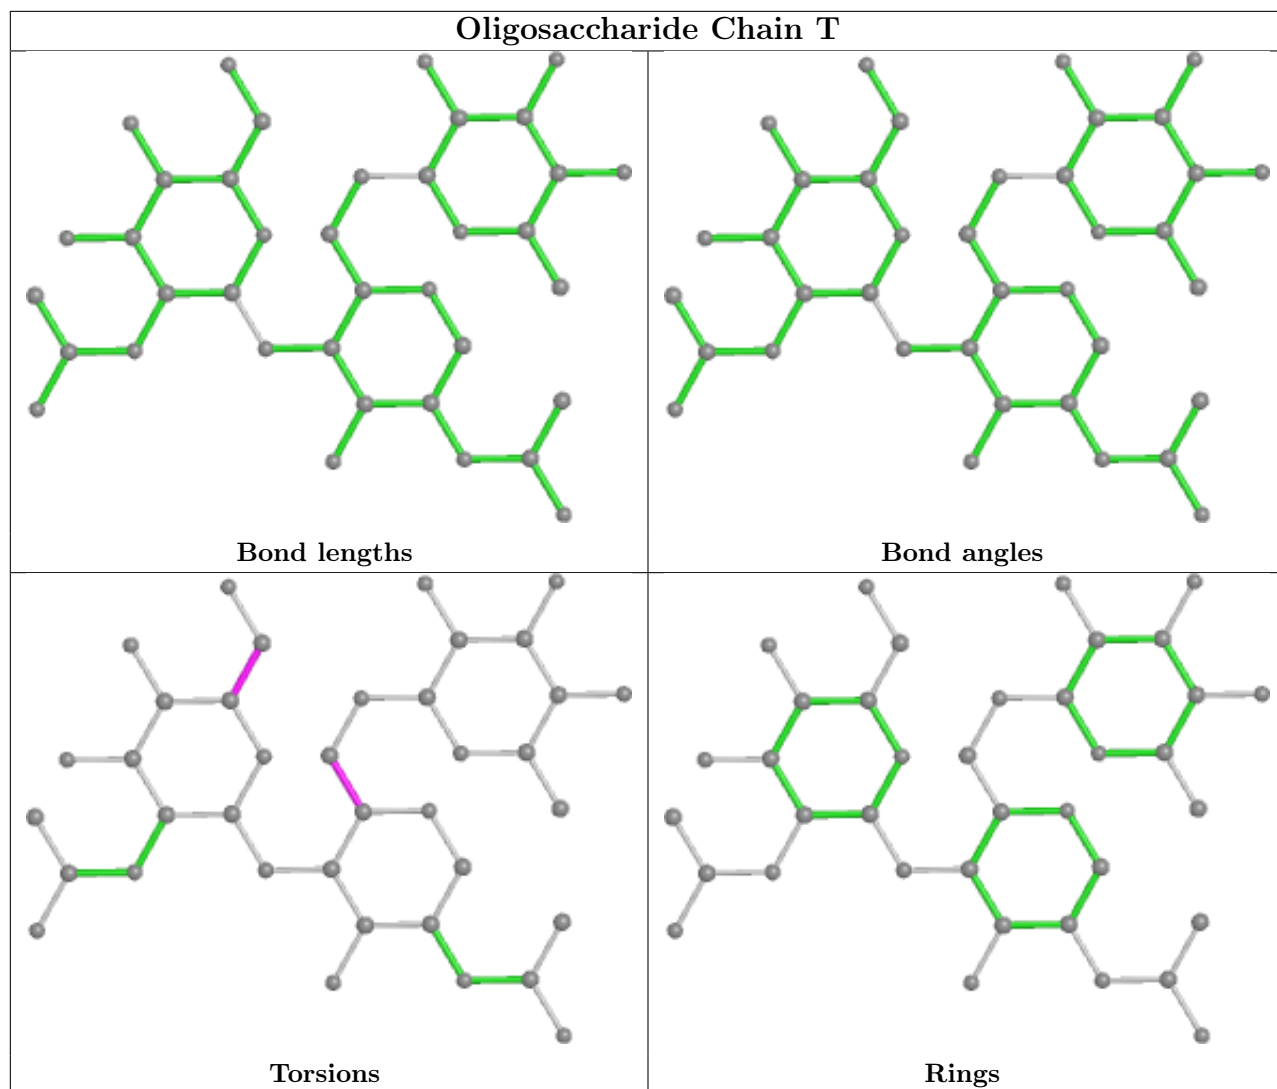 Oligosaccharide Chain T
Bond lengths
Bond angles
Torsions
Rings